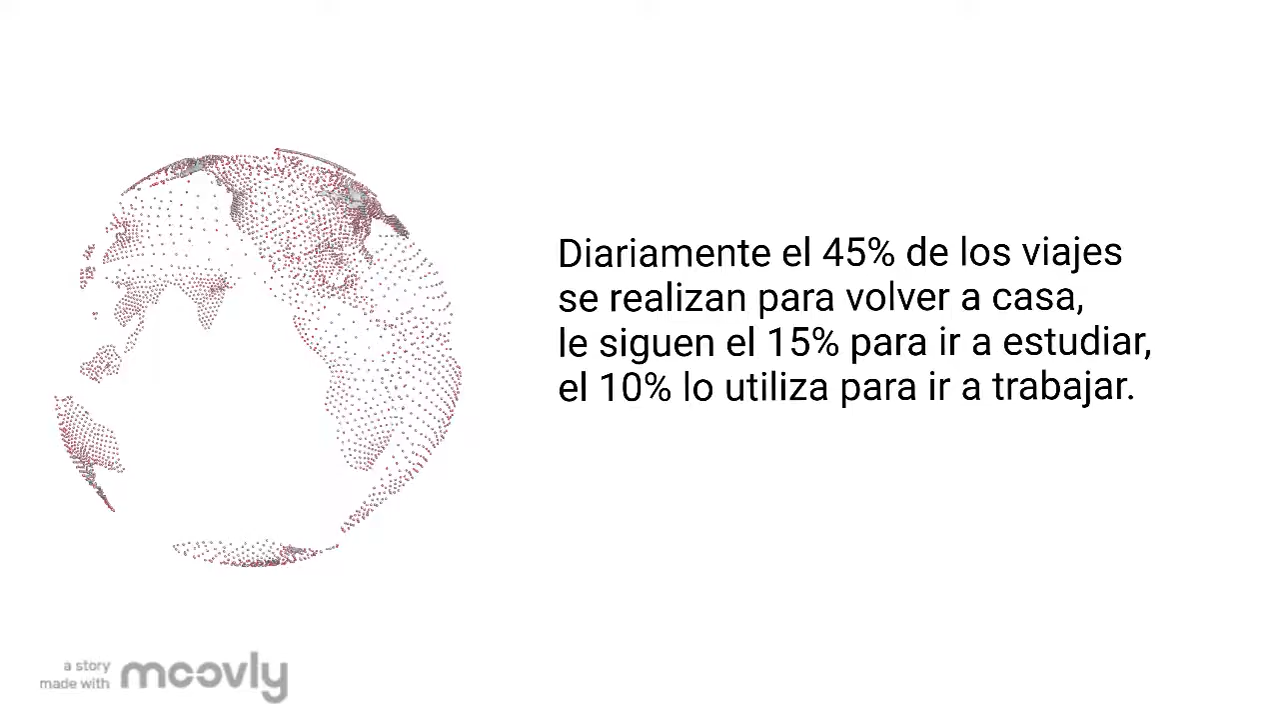 Diariamente el 45% de los viajes
se realizan para volver a casa,
le siguen el 15% para ir a estudiar,
el 10% lo utiliza para ir a trabajar.
a story
made with moovly